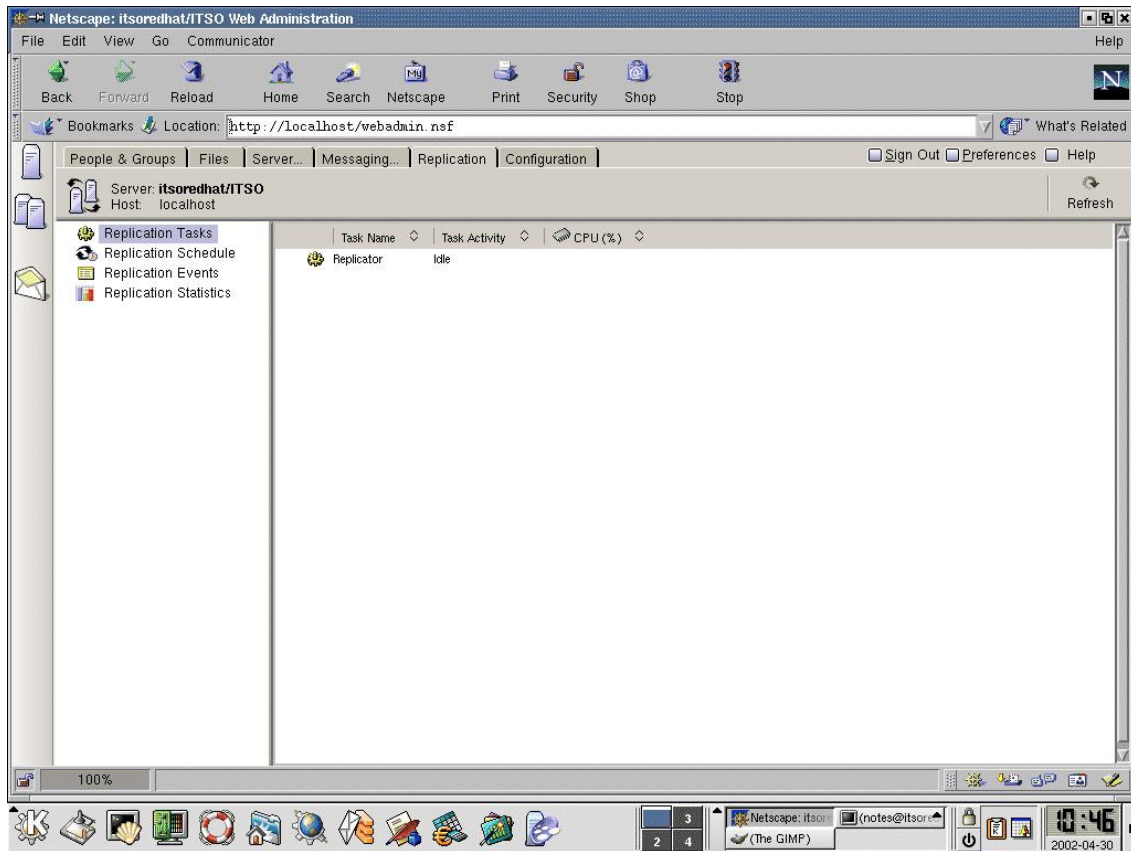 Netscape: itsoredhat/ITSO Web Administration
File Edit View Go Communicator Help
Back Forward Reload Home Search Netscape Print Security Shop Stop
My
N
Bookmarks Location: http://localhost/webadmin.nsf What's Related
People & Groups Files Server... Messaging... Replication Configuration Sign Out Preferences Help
Server: itsoredhat/ITSO
Host: localhost
Refresh
Replication Tasks
Replication Schedule
Replication Events
Replication Statistics
Task Name Task Activity CPU (%)
Replicator Idle
100%
3
2 4
Netscape: itsore
(notes@itsore
(The GIMP)
10:46
2002-04-30